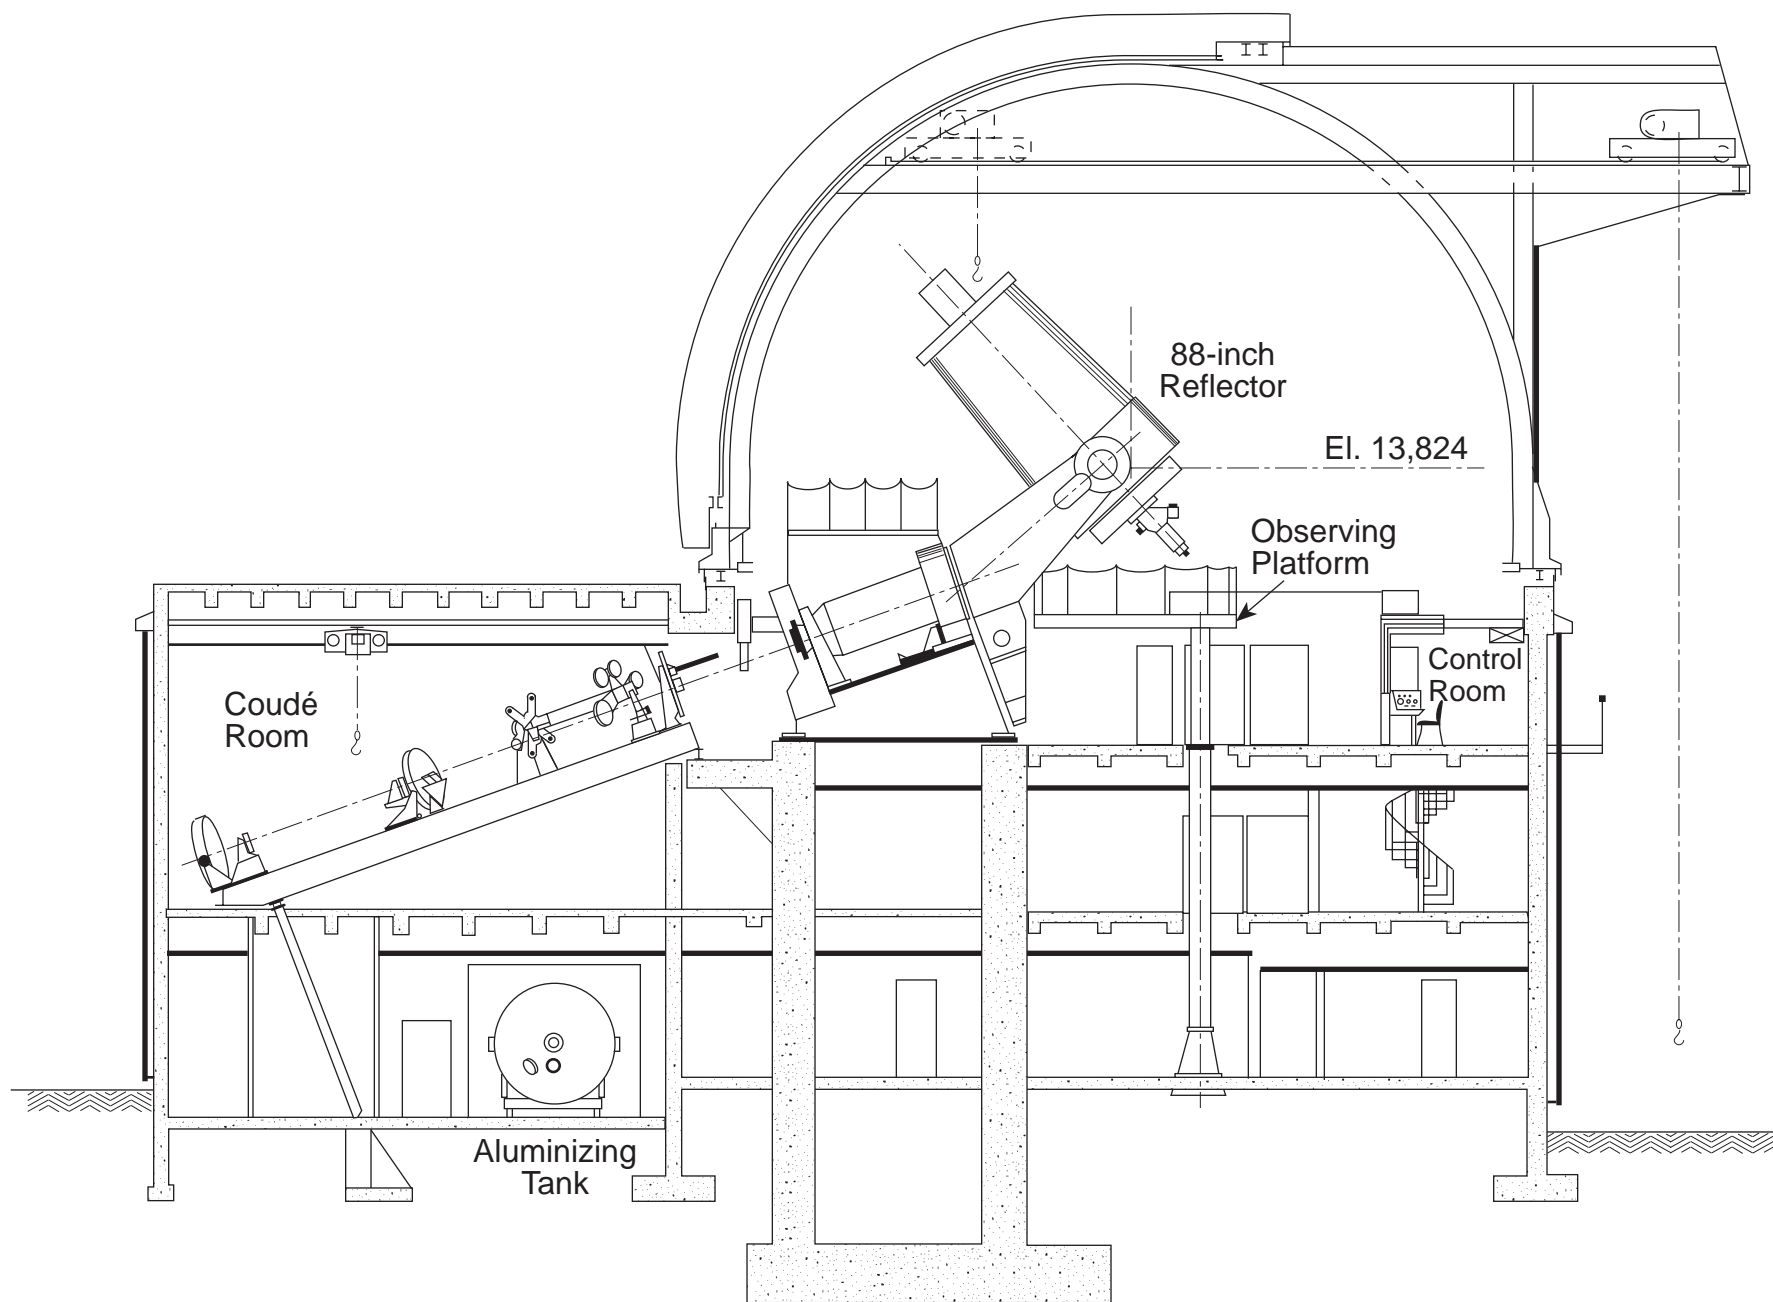 88-inch
Reflector
El. 13,824
Observing
Platform
Control
Room
Coudé
Room
Aluminizing
Tank